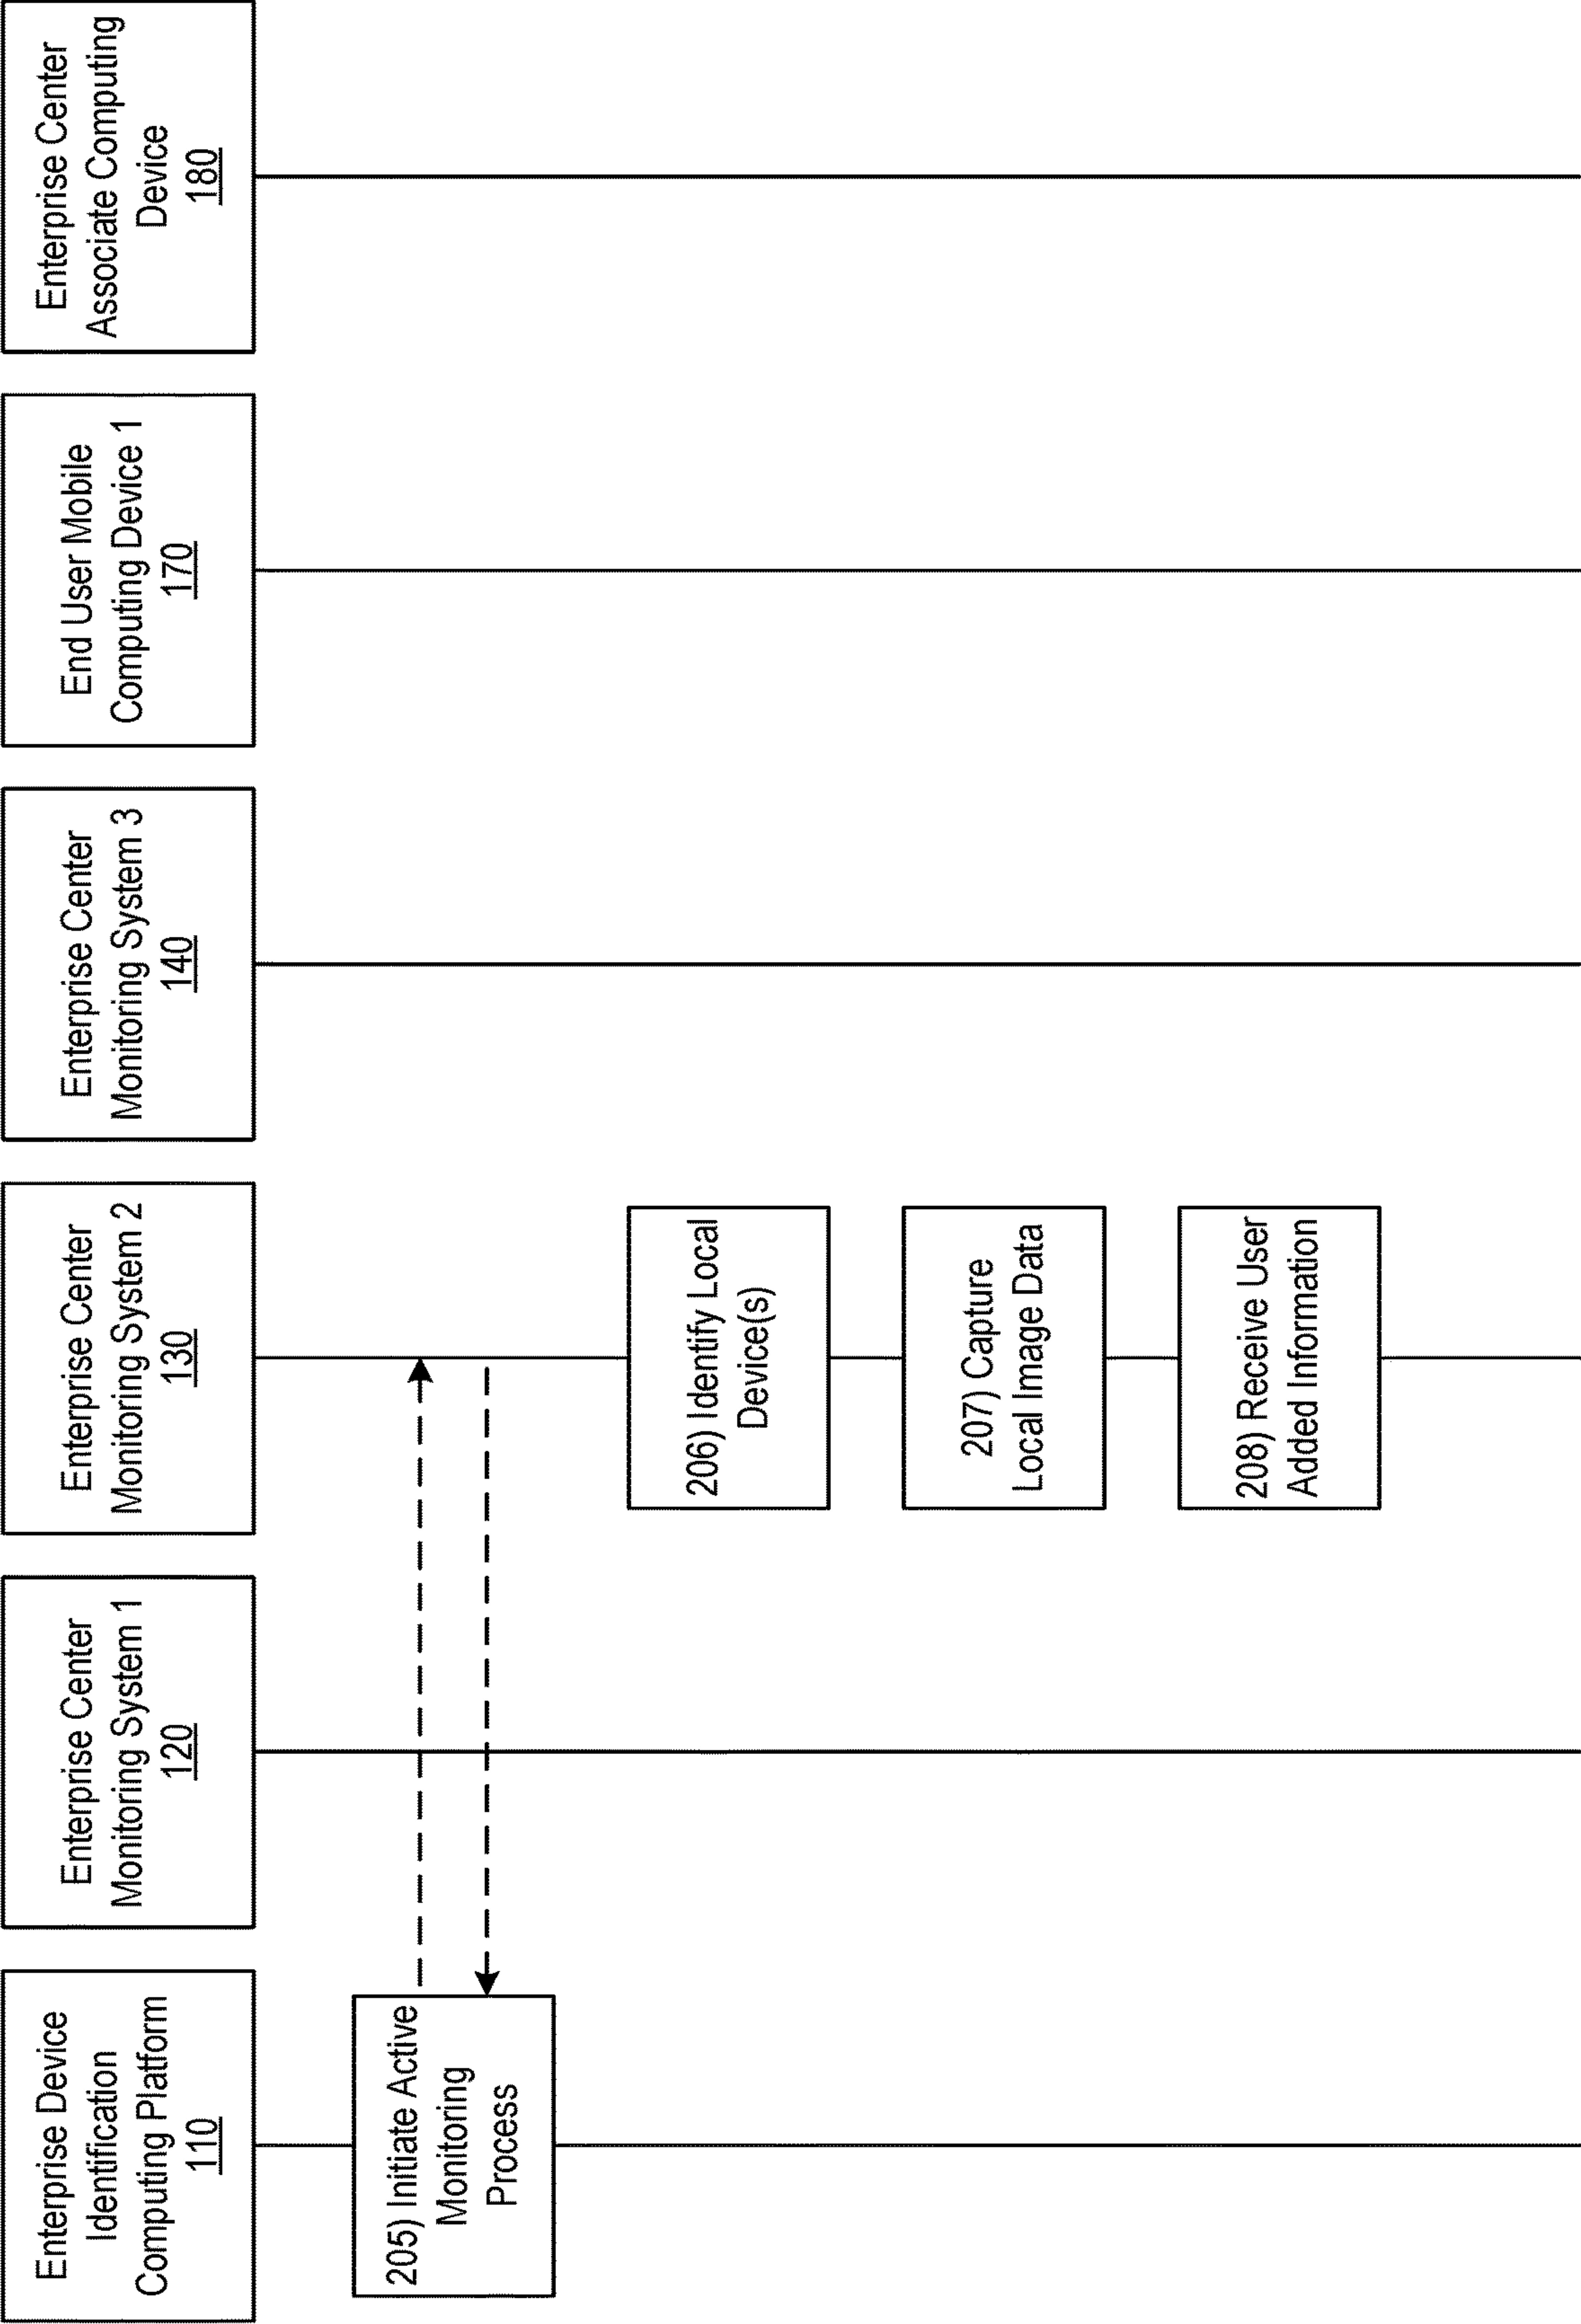 Enterprise Device
Identification
Computing Platform
110
Enterprise Center
Monitoring System 1
120
Enterprise Center
Monitoring System 2
130
Enterprise Center
Monitoring System 3
140
End User Mobile
Computing Device 1
170
Enterprise Center
Associate Computing
Device
180
205) Initiate Active
Monitoring
Process
206) Identify Local
Device(s)
207) Capture
Local Image Data
208) Receive User
Added Information